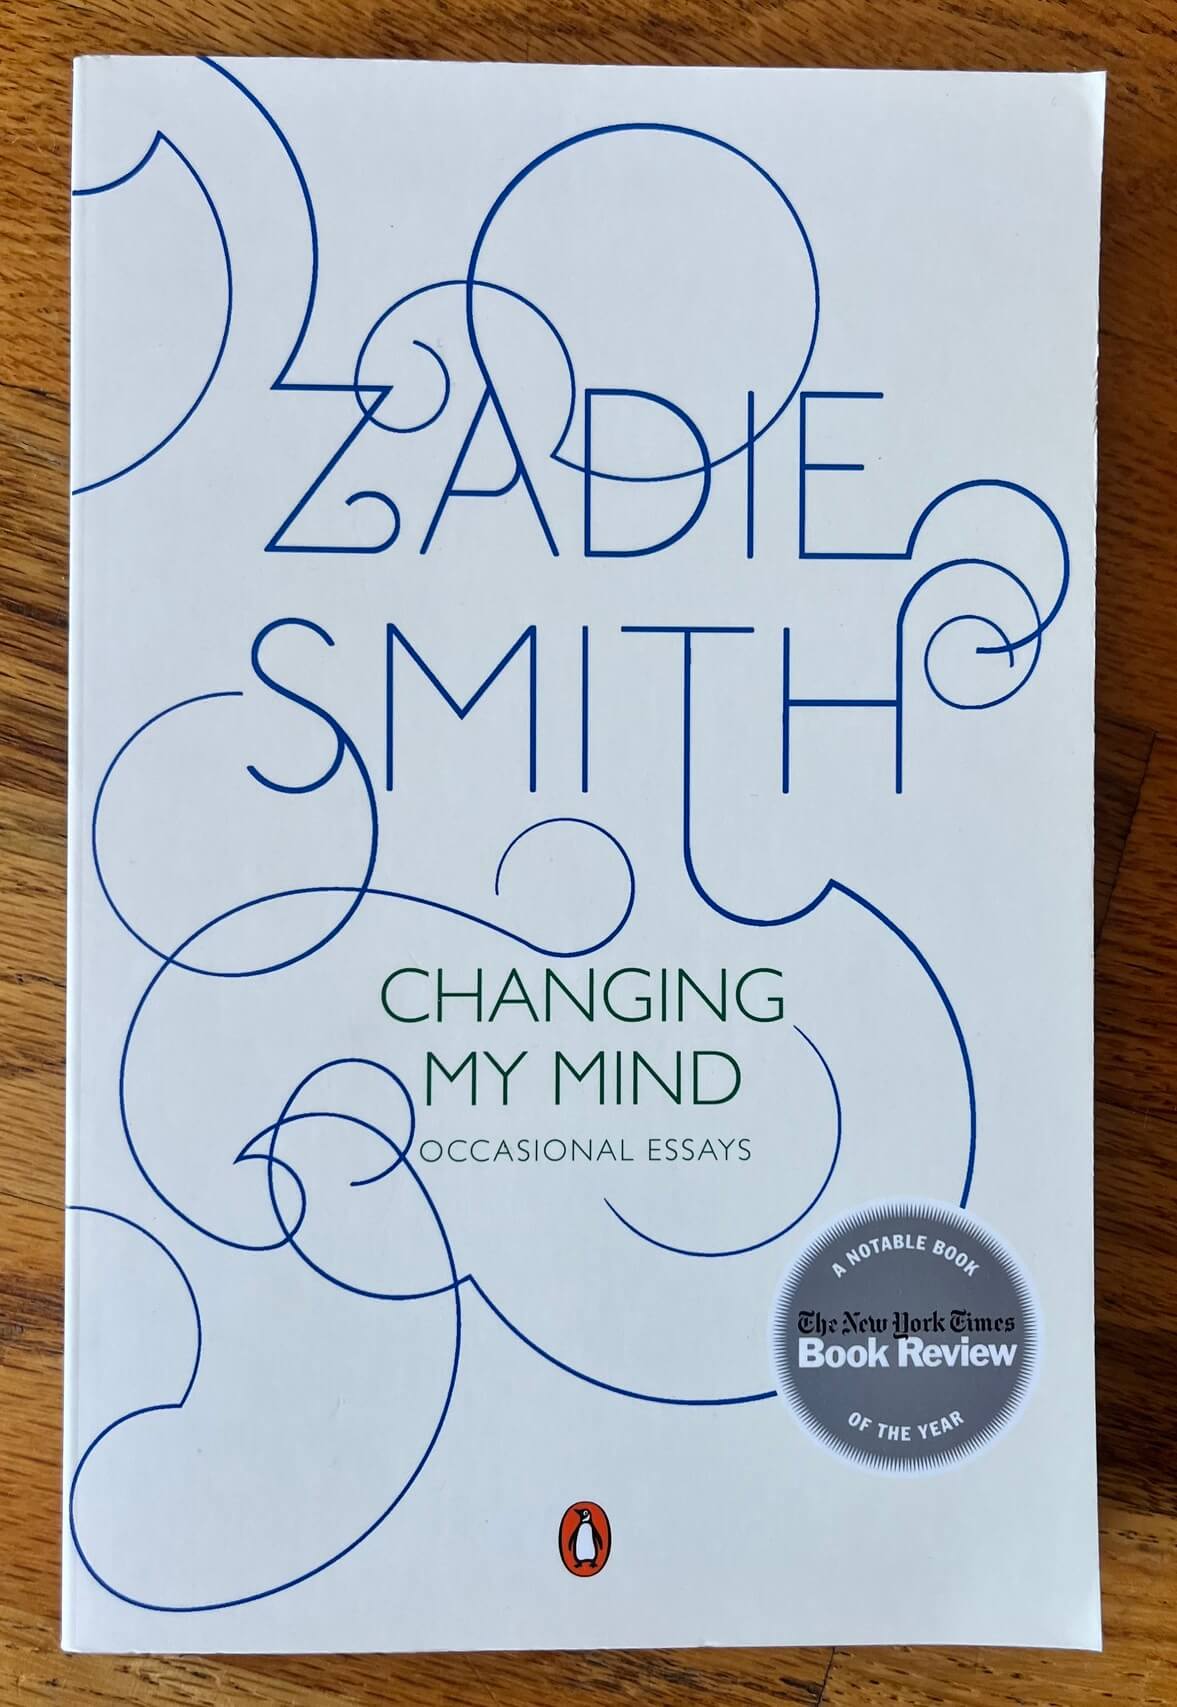 ZADIE
SMITH
CHANGING
MY MIND
OCCASIONAL ESSAYS
A NOTABLE BOOK
The New York Times
Book Review
OF THE YEAR